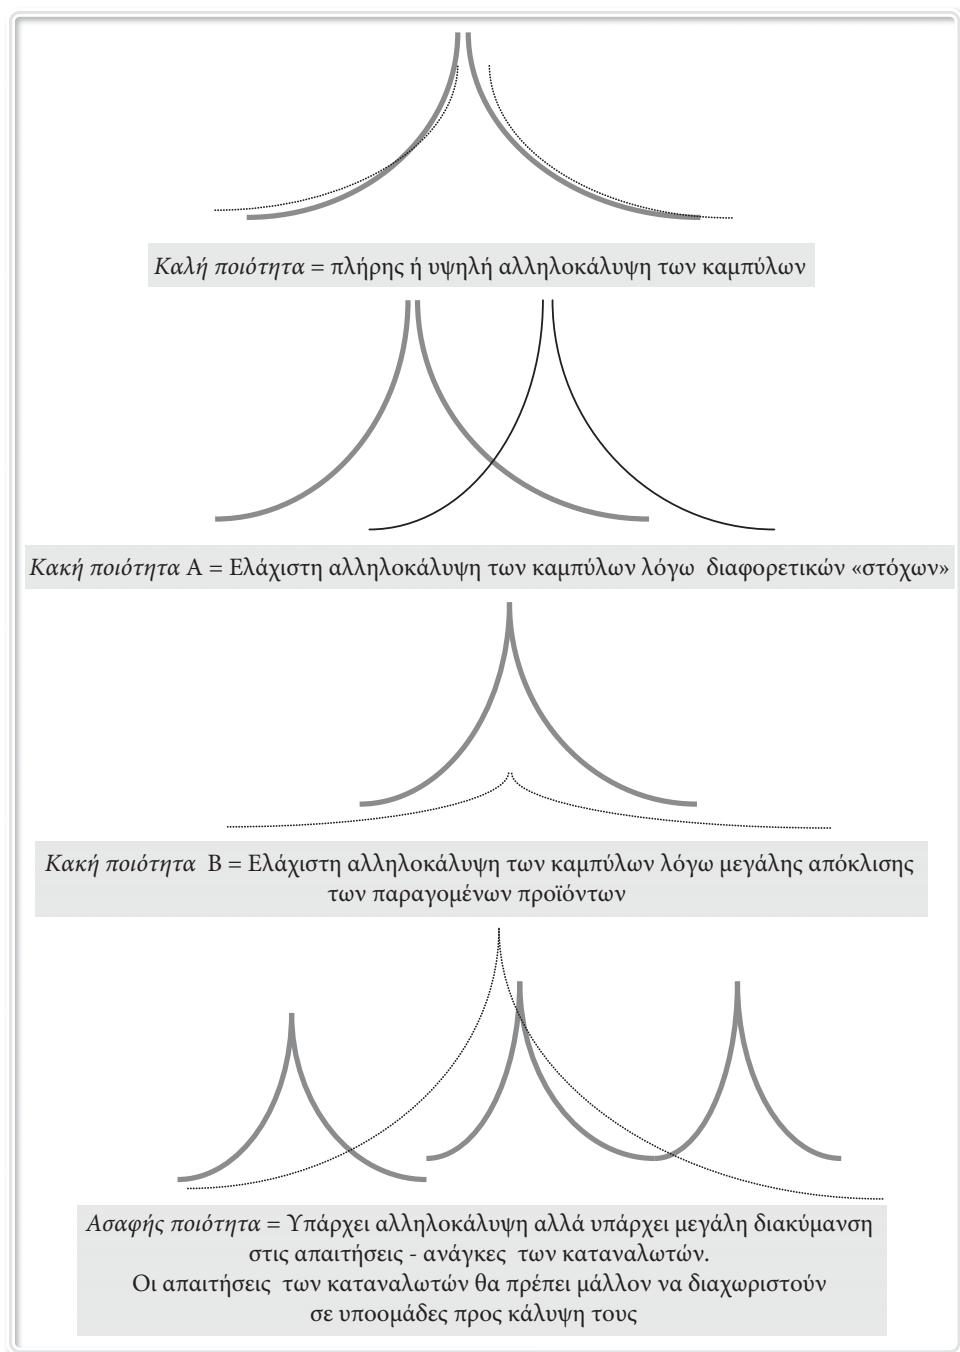 Καλή ποιότητα = πλήρης ή υψηλή αλληλοκάλυψη των καμπύλων
Κακή ποιότητα Α = Ελάχιστη αλληλοκάλυψη των καμπύλων λόγω διαφορετικών «στόχων»
Κακή ποιότητα Β = Ελάχιστη αλληλοκάλυψη των καμπύλων λόγω μεγάλης απόκλισης
των παραγομένων προϊόντων
Ασαφής ποιότητα = Υπάρχει αλληλοκάλυψη αλλά υπάρχει μεγάλη διακύμανση
στις απαιτήσεις - ανάγκες των καταναλωτών.
Οι απαιτήσεις των καταναλωτών θα πρέπει μάλλον να διαχωριστούν
σε υποομάδες προς κάλυψη τους